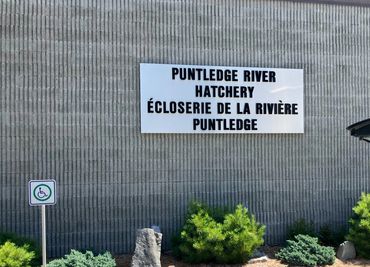 PUNTLEDGE RIVER
HATCHERY
ÉCLOSERIE DE LA RIVIÈRE
PUNTLEDGE